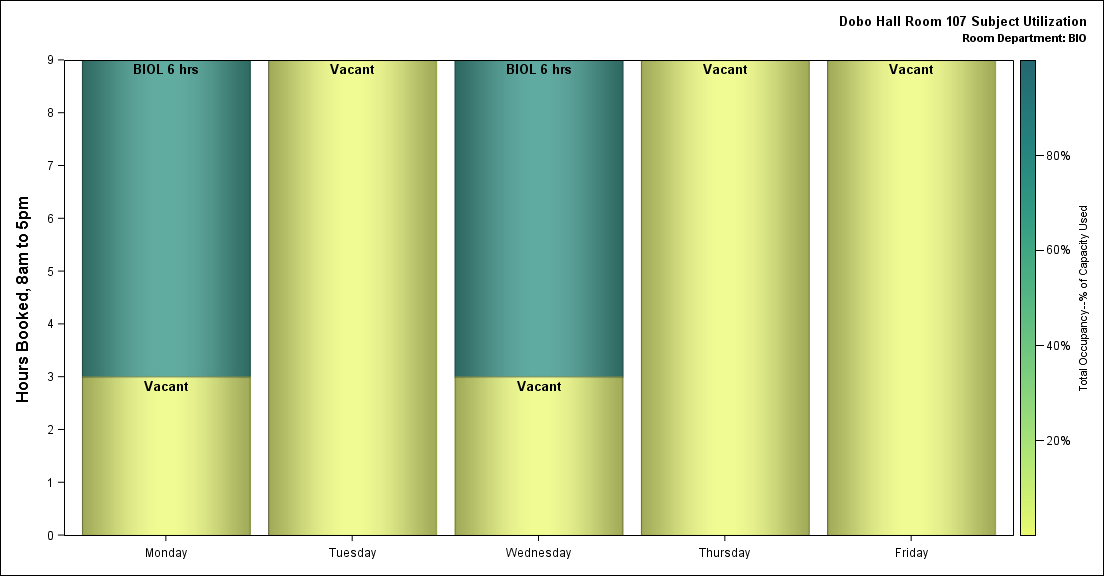 Dobo Hall Room 107 Subject Utilization
Room Department: BIO
Hours Booked, 8am to 5pm
9
8
7
6
5
4
3
2
1
0
BIOL 6 hrs
Vacant
BIOL 6 hrs
Vacant
Vacant
Vacant
Vacant
Monday
Tuesday
Wednesday
Thursday
Friday
80%
60%
40%
20%
Total Occupancy--% of Capacity Used